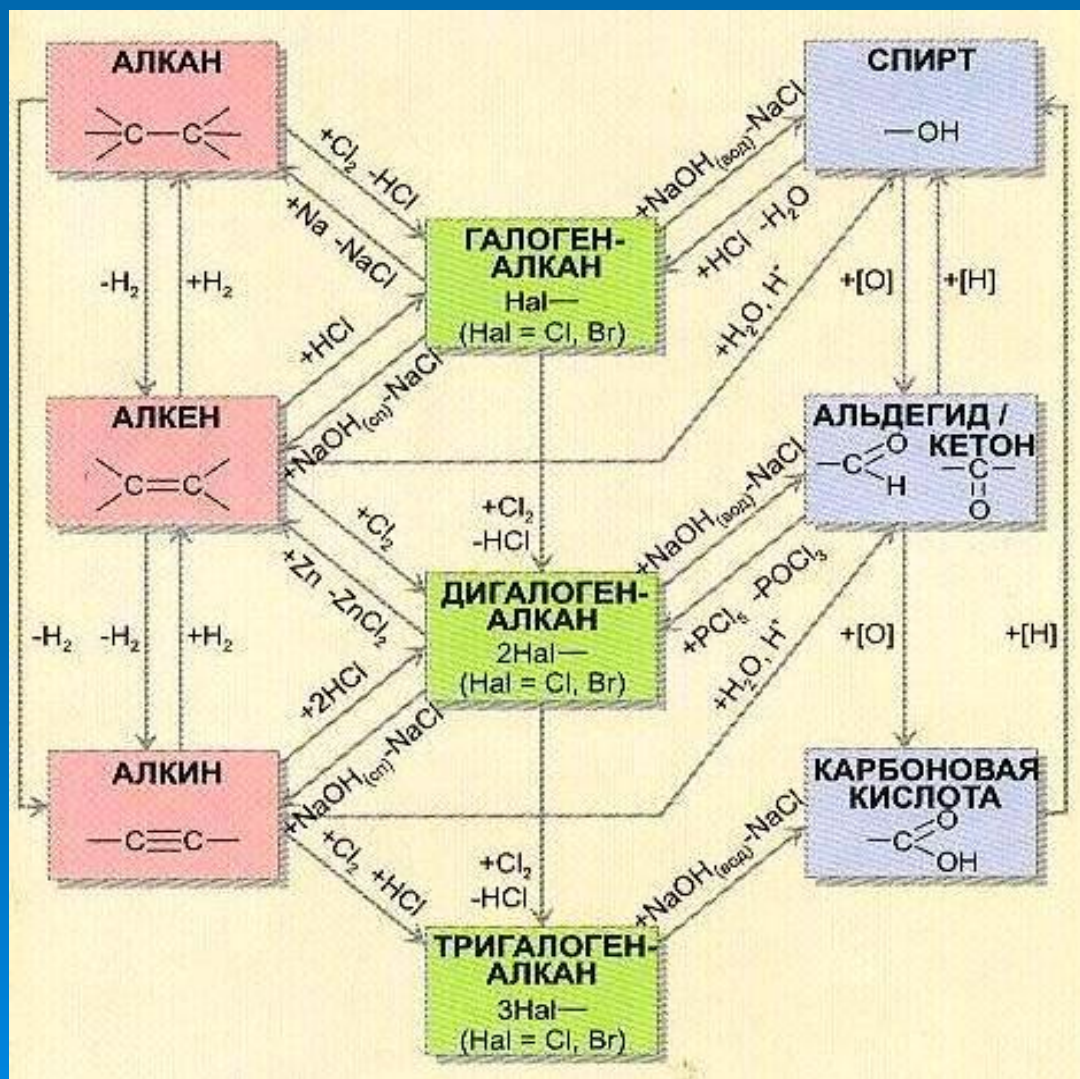 АЛКАН
C—C
СПИРТ
—OH
+Cl₂ -HCl
+Na -NaCl
+NaOH(вод)-NaCl
+HCl -H₂O
ГАЛОГЕН-
АЛКАН
Hal—
(Hal = Cl, Br)
-H₂
+H₂
+HCl
+NaOH(сп)-NaCl
+H₂O, H⁺
+[O]
+[H]
АЛКЕН
C=C
АЛЬДЕГИД /
КЕТОН
—C
O
H
—C—
O
+Cl₂
+Zn -ZnCl₂
+Cl₂
-HCl
+NaOH(вод)-NaCl
+PCl₅ -POCl₃
ДИГАЛОГЕН-
АЛКАН
2Hal—
(Hal = Cl, Br)
-H₂
-H₂
+H₂
+2HCl
+NaOH(сп)-NaCl
+H₂O, H⁺
+[O]
+[H]
АЛКИН
—C≡C—
КАРБОНОВАЯ
КИСЛОТА
—C
O
OH
+Cl₂ +HCl
+Cl₂
-HCl
+NaOH(вод)-NaCl
ТРИГАЛОГЕН-
АЛКАН
3Hal—
(Hal = Cl, Br)